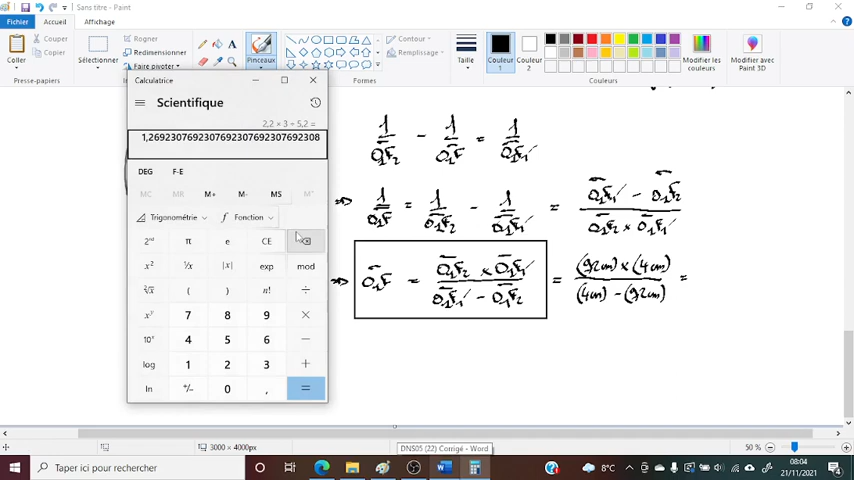 Sans titre - Paint
Fichier
Accueil
Affichage
Coller
Couper
Copier
Presse-papiers
Sélectionner
Rogner
Redimensionner
Faire pivoter
Pinceaux
Formes
Contour
Remplissage
Taille
Couleur 1
Couleur 2
Couleurs
Modifier les couleurs
Ouvrir avec Paint 3D
Calculatrice
Scientifique
2,2 × 3 ÷ 5,2 =
1,2692307692307692307692307692308
DEG F-E
MC MR M+ M- MS M
Trigonométrie Fonction
2nd π e CE
x² |x| exp mod
( ) n! ÷
7 8 9 ×
10ˣ 4 5 6 −
log 1 2 3 +
ln +/- 0 , =
1/O₁F₂ − 1/O₁F = 1/O₁F₁'
⇒ 1/O₁F = 1/O₁F₂ − 1/O₁F₁' = (O₁F₁' − O₁F₂)/(O₁F₂ × O₁F₁')
⇒ O₁F = (O₁F₂ × O₁F₁')/(O₁F₁' − O₁F₂) = (9,2cm) × (4cm)/(4cm) − (9,2cm) =
3000 × 4000px
DNS05 (22) Corrigé - Word
50 %
Taper ici pour rechercher
8°C
08:04
21/11/2021